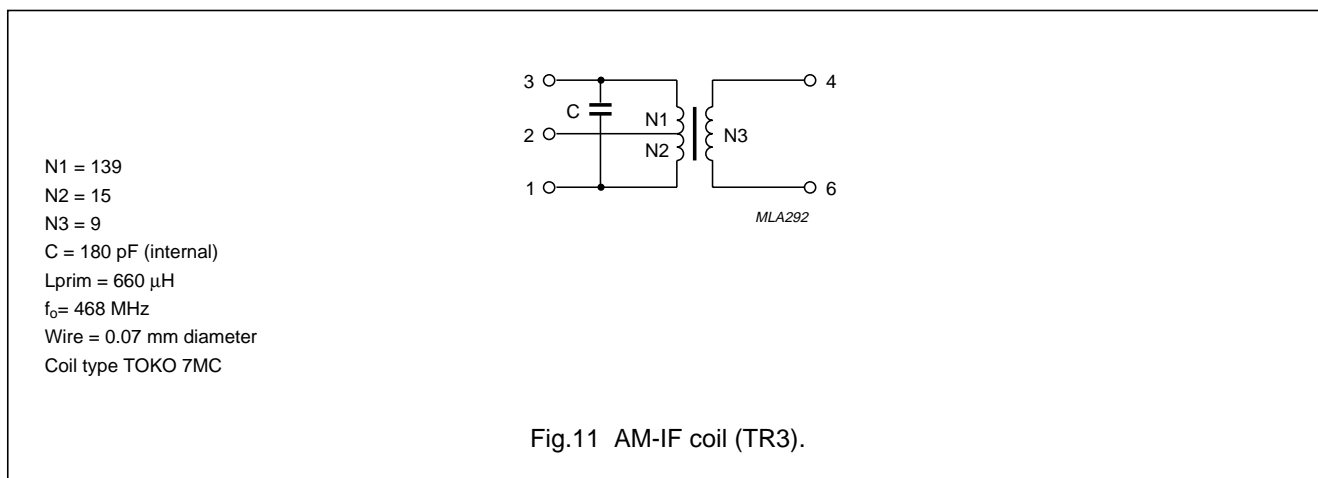 3
4
C
N1
2
N3
N2
1
6
MLA292
N1 = 139
N2 = 15
N3 = 9
C = 180 pF (internal)
Lprim = 660 μH
fo= 468 MHz
Wire = 0.07 mm diameter
Coil type TOKO 7MC
Fig.11 AM-IF coil (TR3).